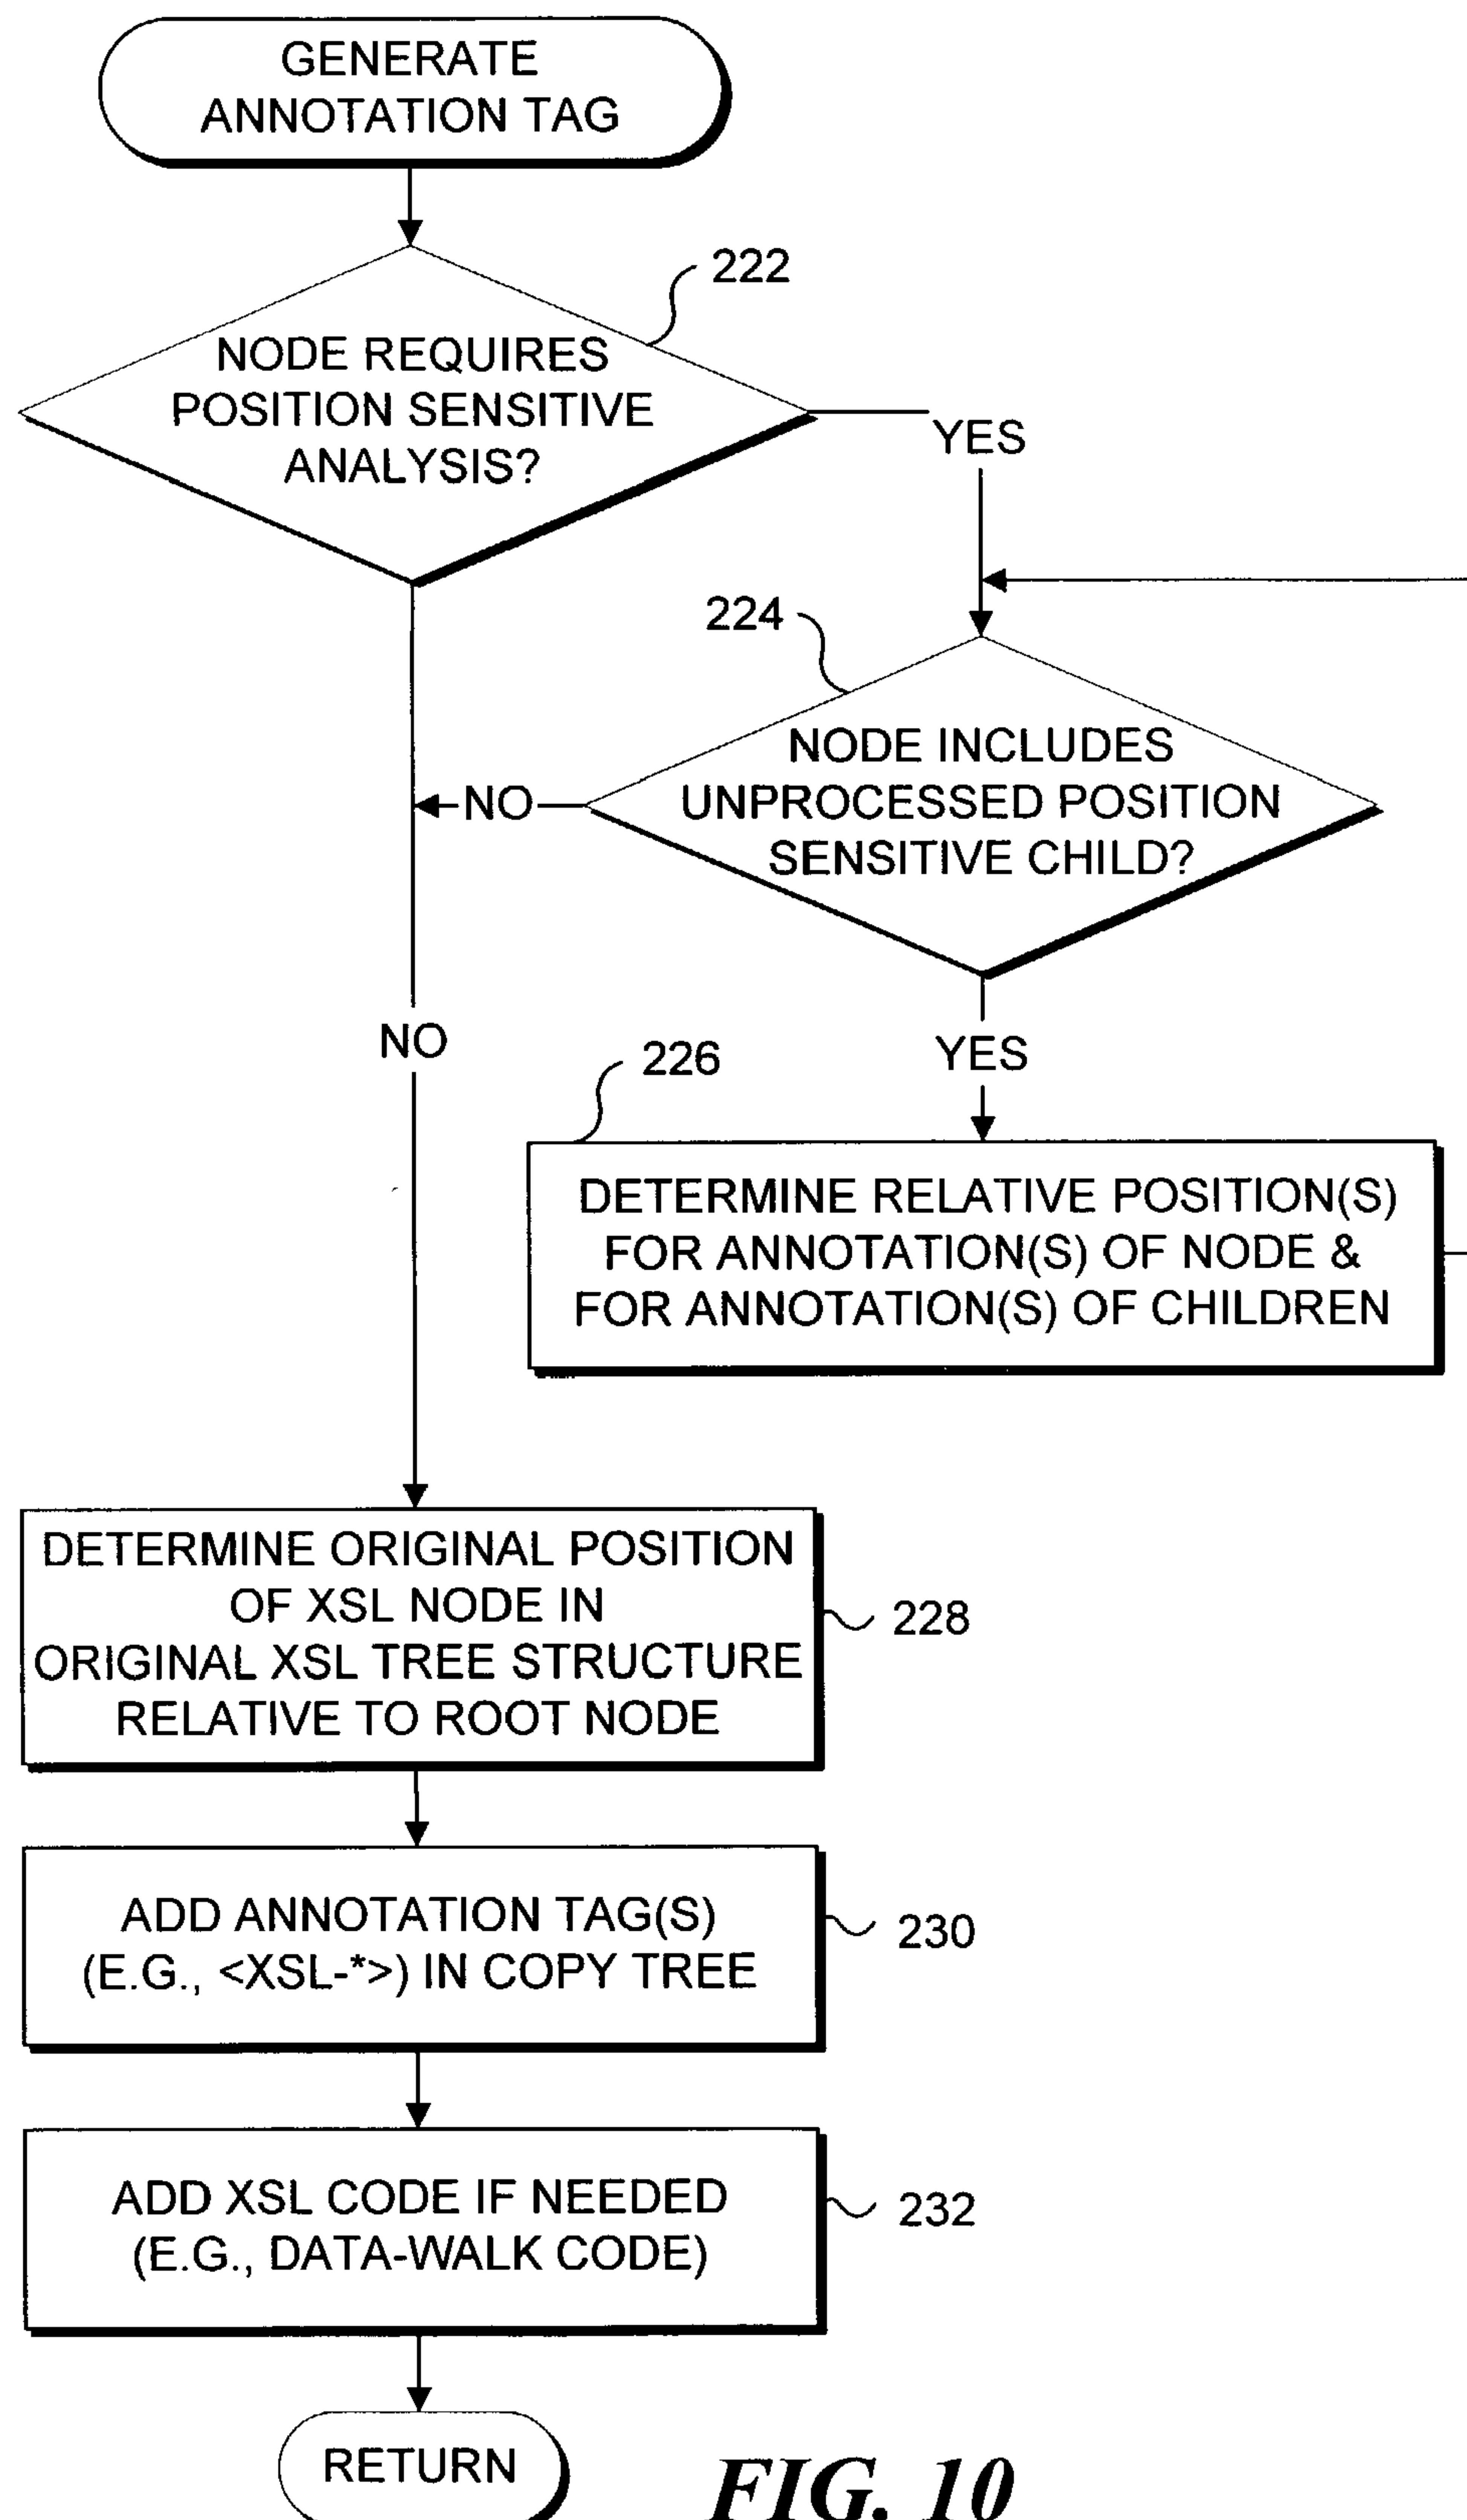 GENERATE
ANNOTATION TAG
222
NODE REQUIRES
POSITION SENSITIVE
ANALYSIS?
YES
224
NODE INCLUDES
UNPROCESSED POSITION
SENSITIVE CHILD?
NO
NO
YES
226
DETERMINE RELATIVE POSITION(S)
FOR ANNOTATION(S) OF NODE &
FOR ANNOTATION(S) OF CHILDREN
DETERMINE ORIGINAL POSITION
OF XSL NODE IN
ORIGINAL XSL TREE STRUCTURE
RELATIVE TO ROOT NODE
228
ADD ANNOTATION TAG(S)
(E.G., <XSL-*>) IN COPY TREE
230
ADD XSL CODE IF NEEDED
(E.G., DATA-WALK CODE)
232
RETURN
FIG. 10